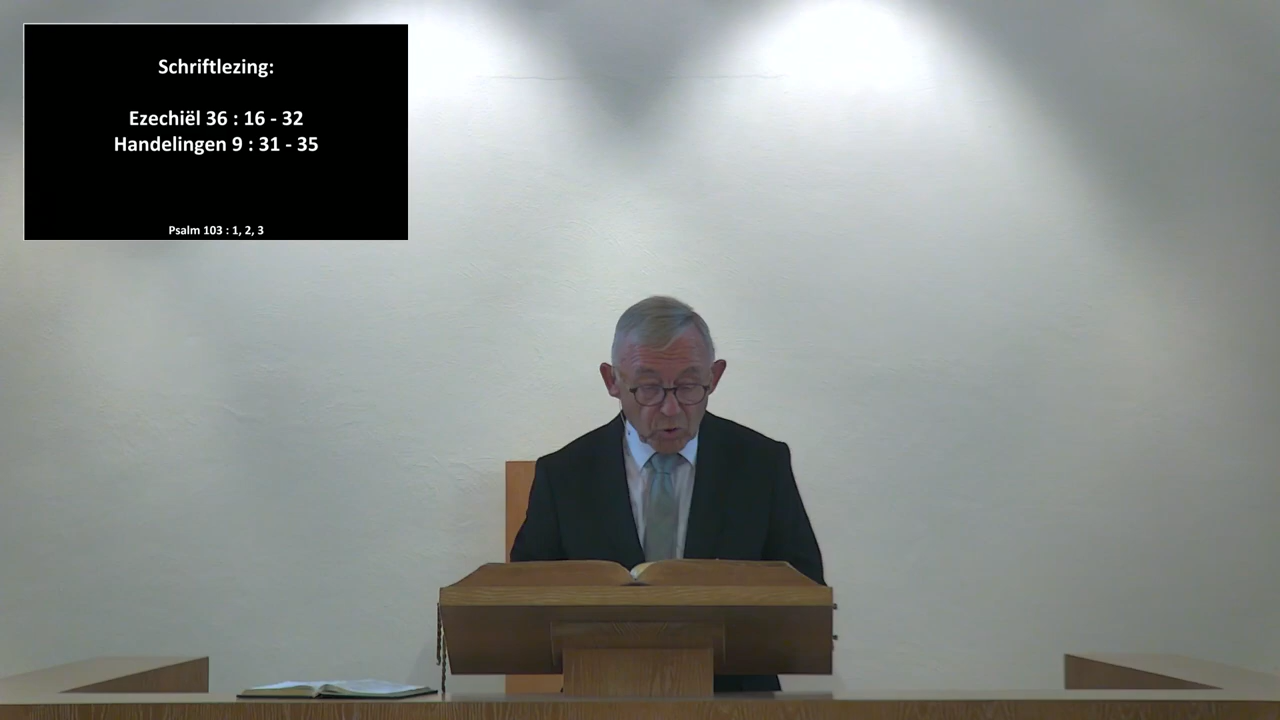 Schriftlezing:
Ezechiël 36 : 16 - 32
Handelingen 9 : 31 - 35
Psalm 103 : 1, 2, 3